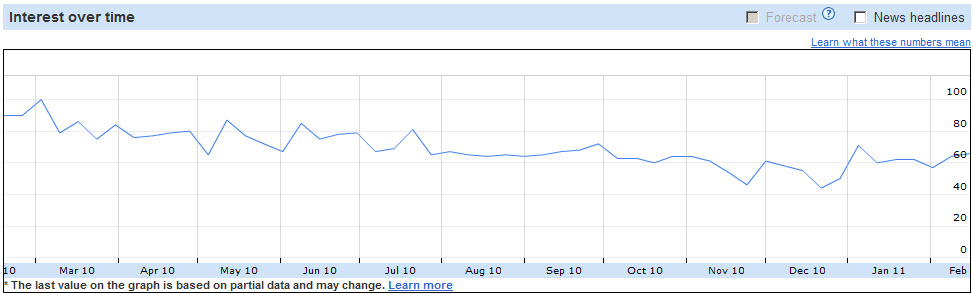 Interest over time Forecast ? News headlines
Learn what these numbers mean
100
80
60
40
20
0
10 Mar 10 Apr 10 May 10 Jun 10 Jul 10 Aug 10 Sep 10 Oct 10 Nov 10 Dec 10 Jan 11 Feb
* The last value on the graph is based on partial data and may change. Learn more